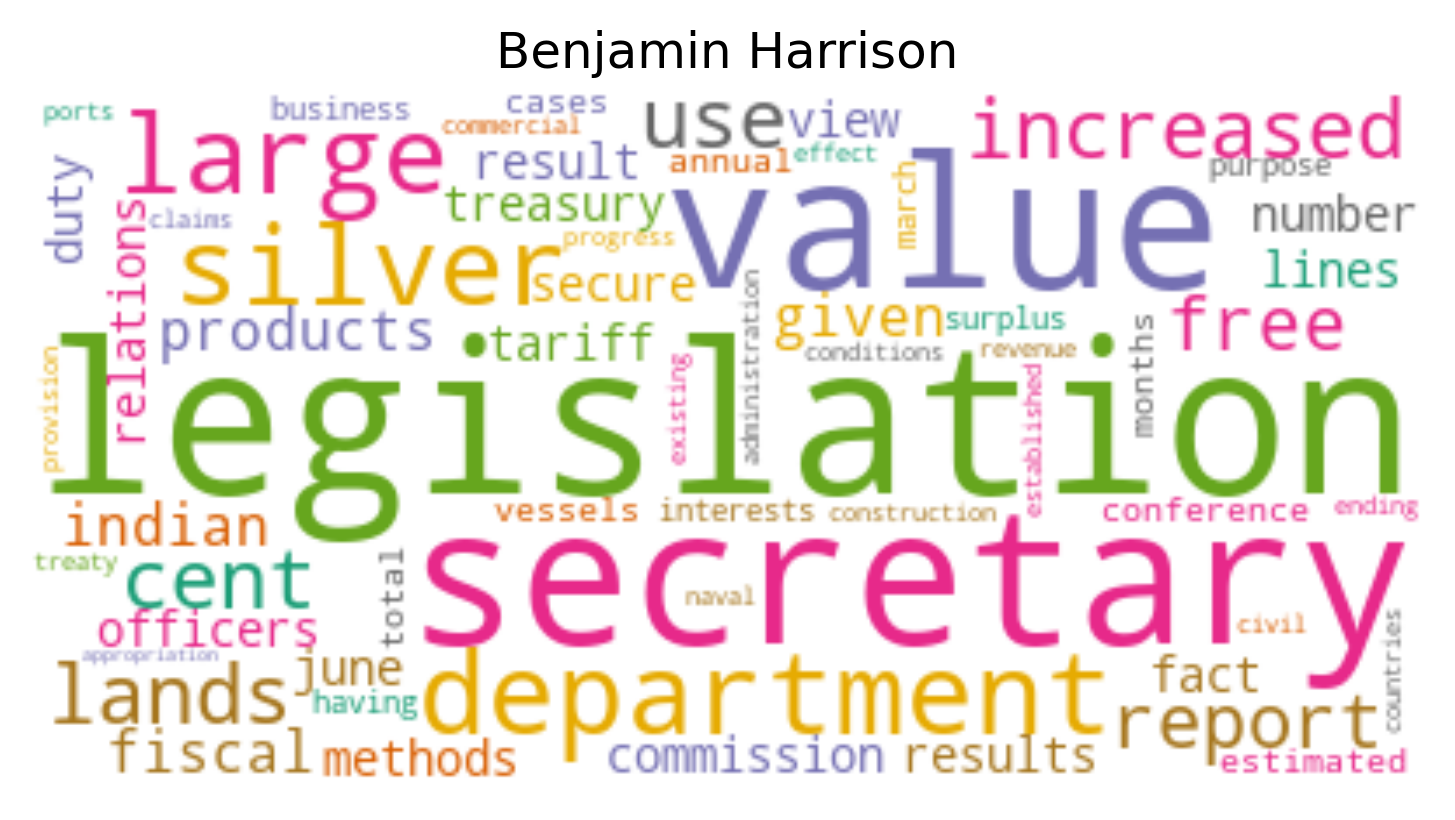 Benjamin Harrison
ports
business
cases
commercial
large
use
view
increased
result
annual
effect
purpose
duty
treasury
value
march
number
claims
relations
silver
progress
secure
lines
products
tariff
given
surplus
free
administration
conditions
revenue
months
provision
legislation
existing
established
indian
vessels
interests
construction
conference
ending
treaty
cent
total
secretary
naval
officers
civil
countries
appropriation
june
lands
having
department
fact
report
fiscal
methods
commission
results
estimated